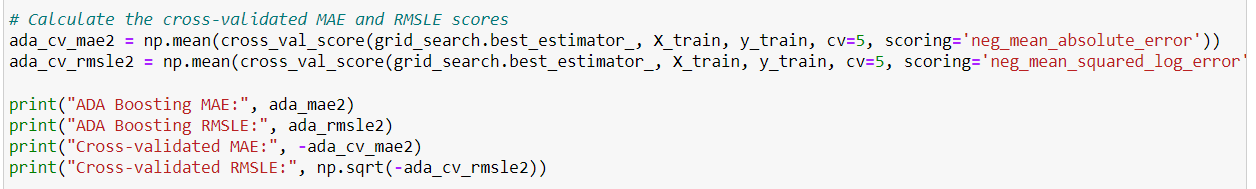 # Calculate the cross-validated MAE and RMSLE scores
ada_cv_mae2 = np.mean(cross_val_score(grid_search.best_estimator_, X_train, y_train, cv=5, scoring='neg_mean_absolute_error'))
ada_cv_rmsle2 = np.mean(cross_val_score(grid_search.best_estimator_, X_train, y_train, cv=5, scoring='neg_mean_squared_log_error'
print("ADA Boosting MAE:", ada_mae2)
print("ADA Boosting RMSLE:", ada_rmsle2)
print("Cross-validated MAE:", -ada_cv_mae2)
print("Cross-validated RMSLE:", np.sqrt(-ada_cv_rmsle2))